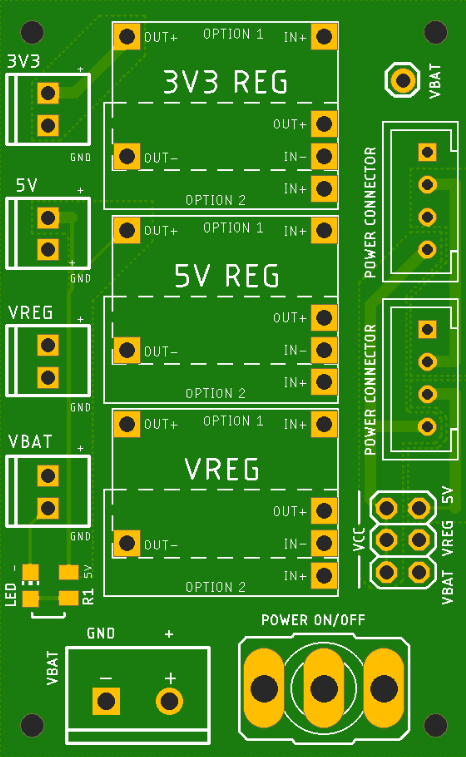 3V3
+
GND
OUT+
OPTION 1
IN+
3V3 REG
OUT+
OUT-
IN-
IN+
OPTION 2
VBAT
POWER CONNECTOR
5V
+
+
GND
OUT+
OPTION 1
IN+
5V REG
OUT+
OUT-
IN-
IN+
OPTION 2
POWER CONNECTOR
VREG
+
GND
VBAT
+
GND
OUT+
OPTION 1
IN+
VREG
OUT+
OUT-
IN-
IN+
OPTION 2
VCC
5V
VREG
VBAT
LED
-
5V
R1
GND +
VBAT
- +
POWER ON/OFF